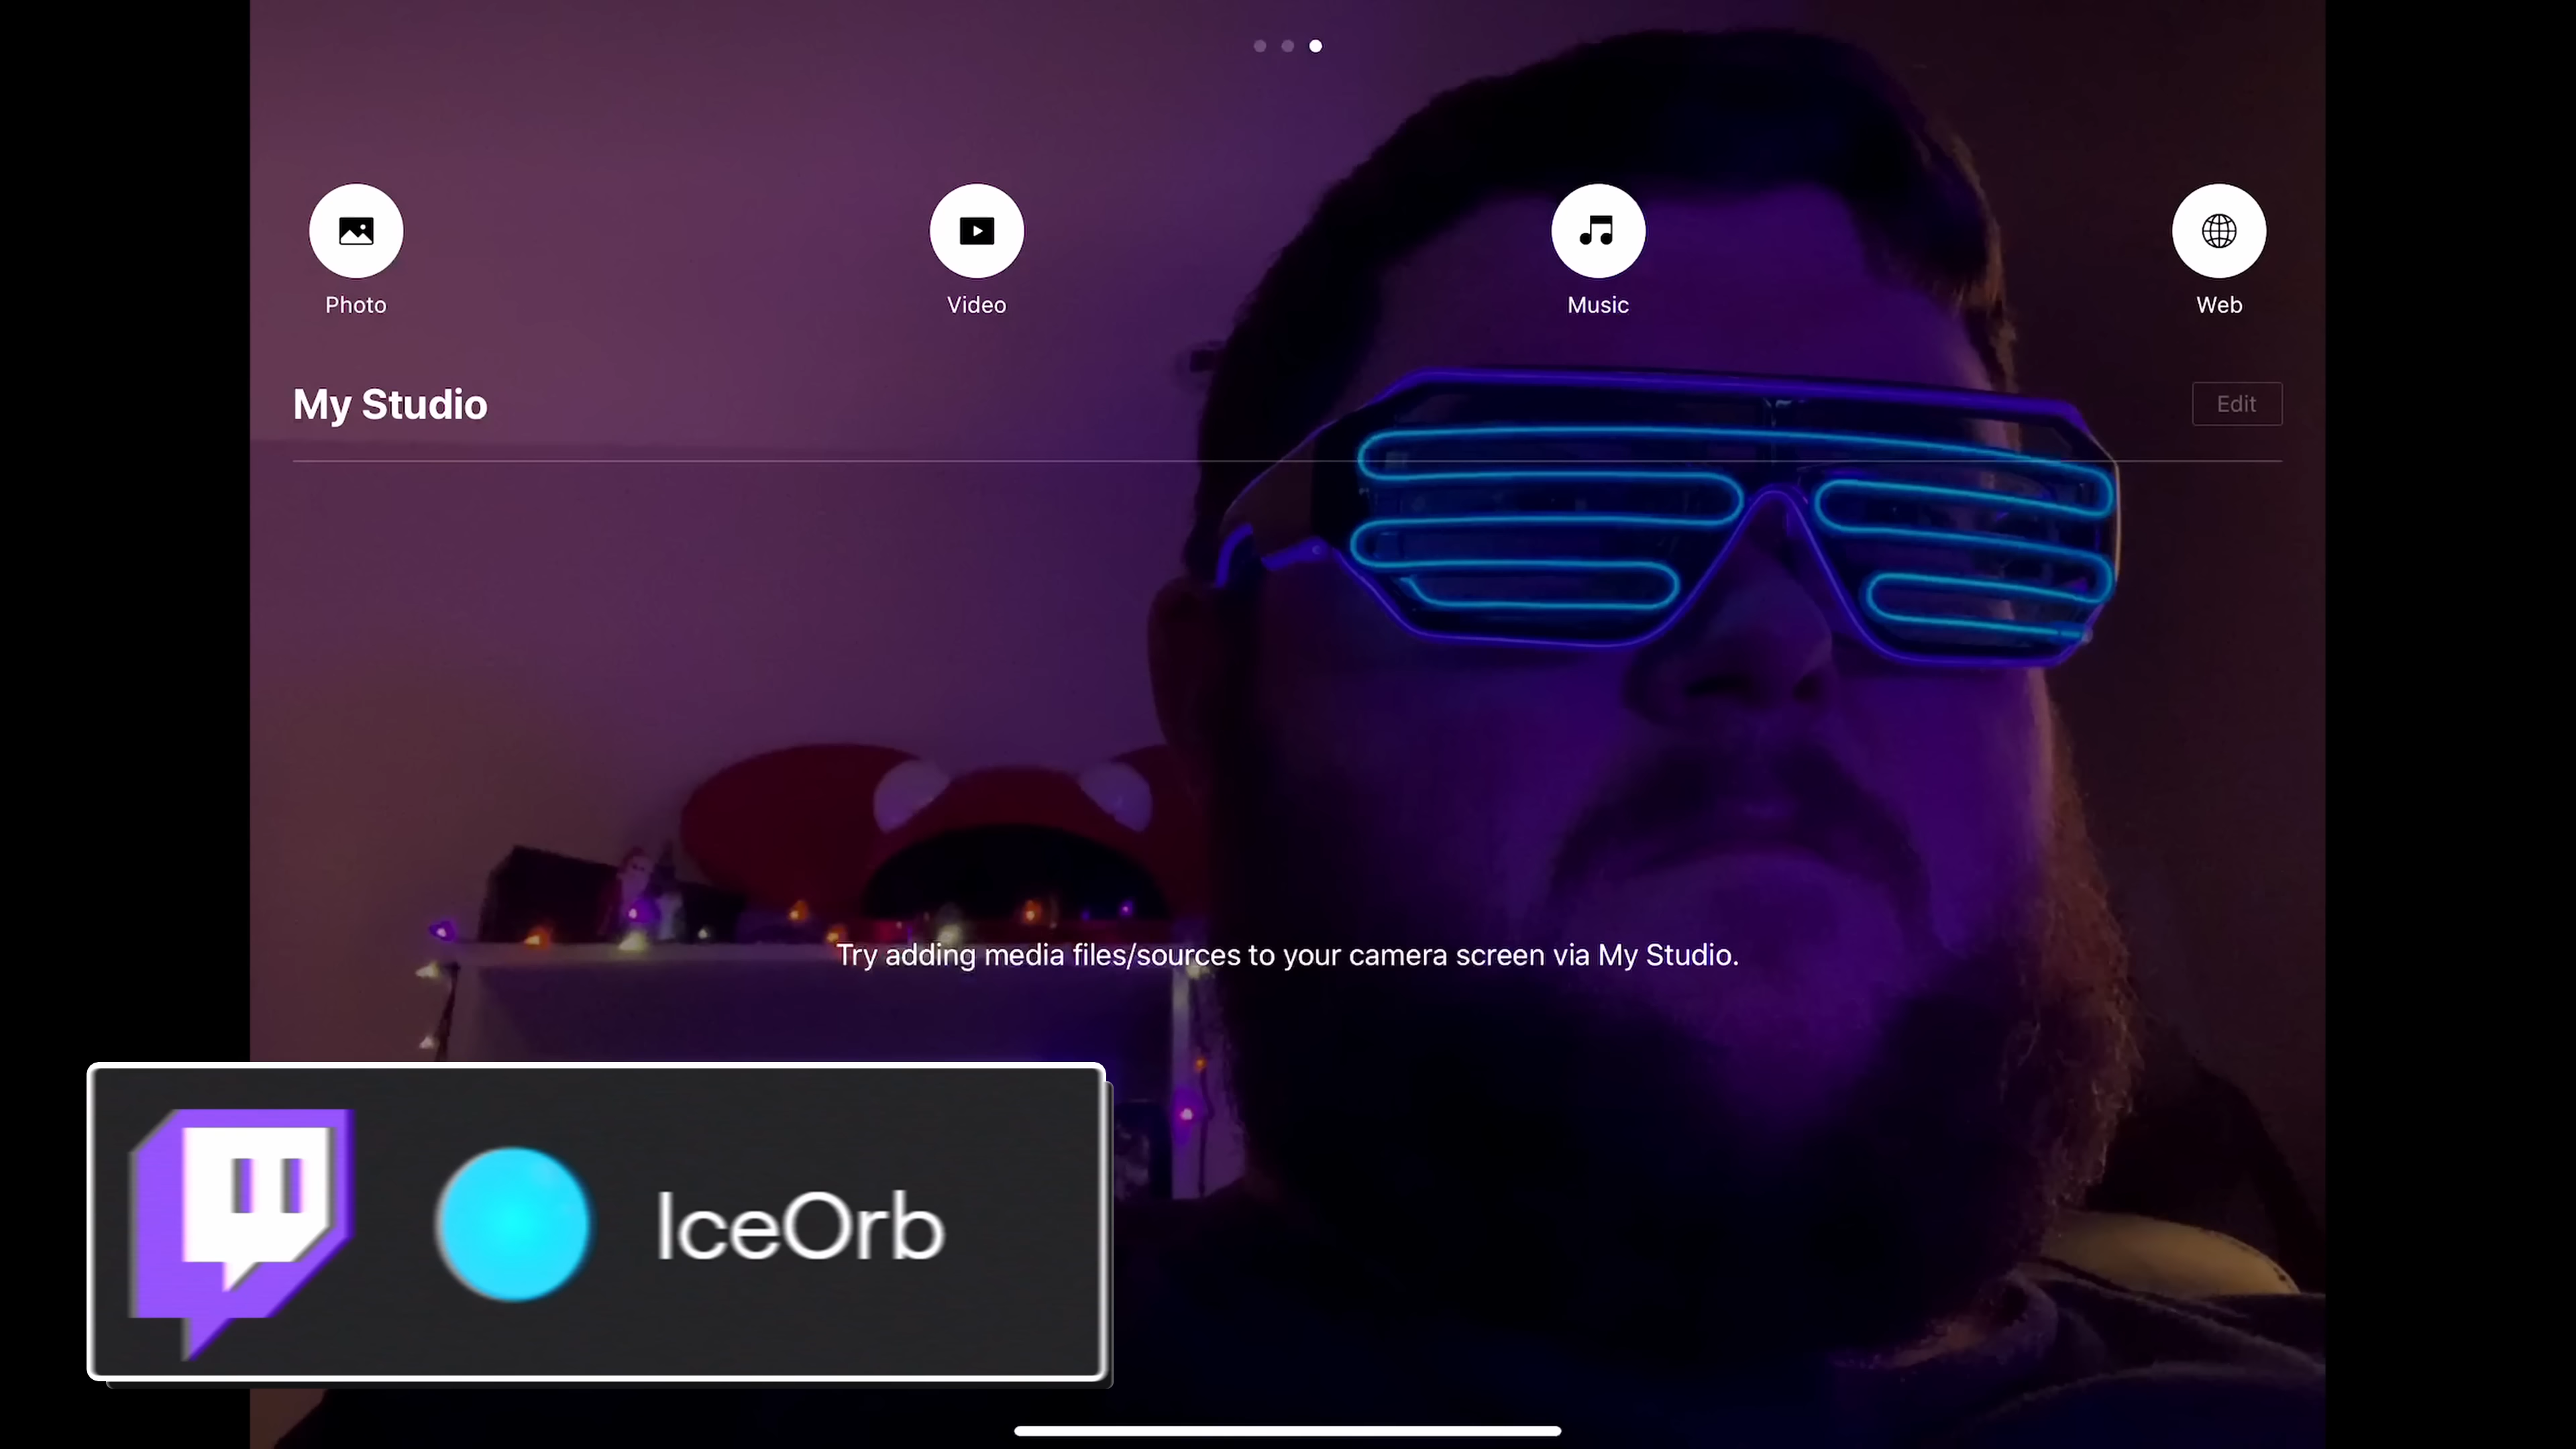 Photo
Video
Music
Web
My Studio
Edit
Try adding media files/sources to your camera screen via My Studio.
IceOrb